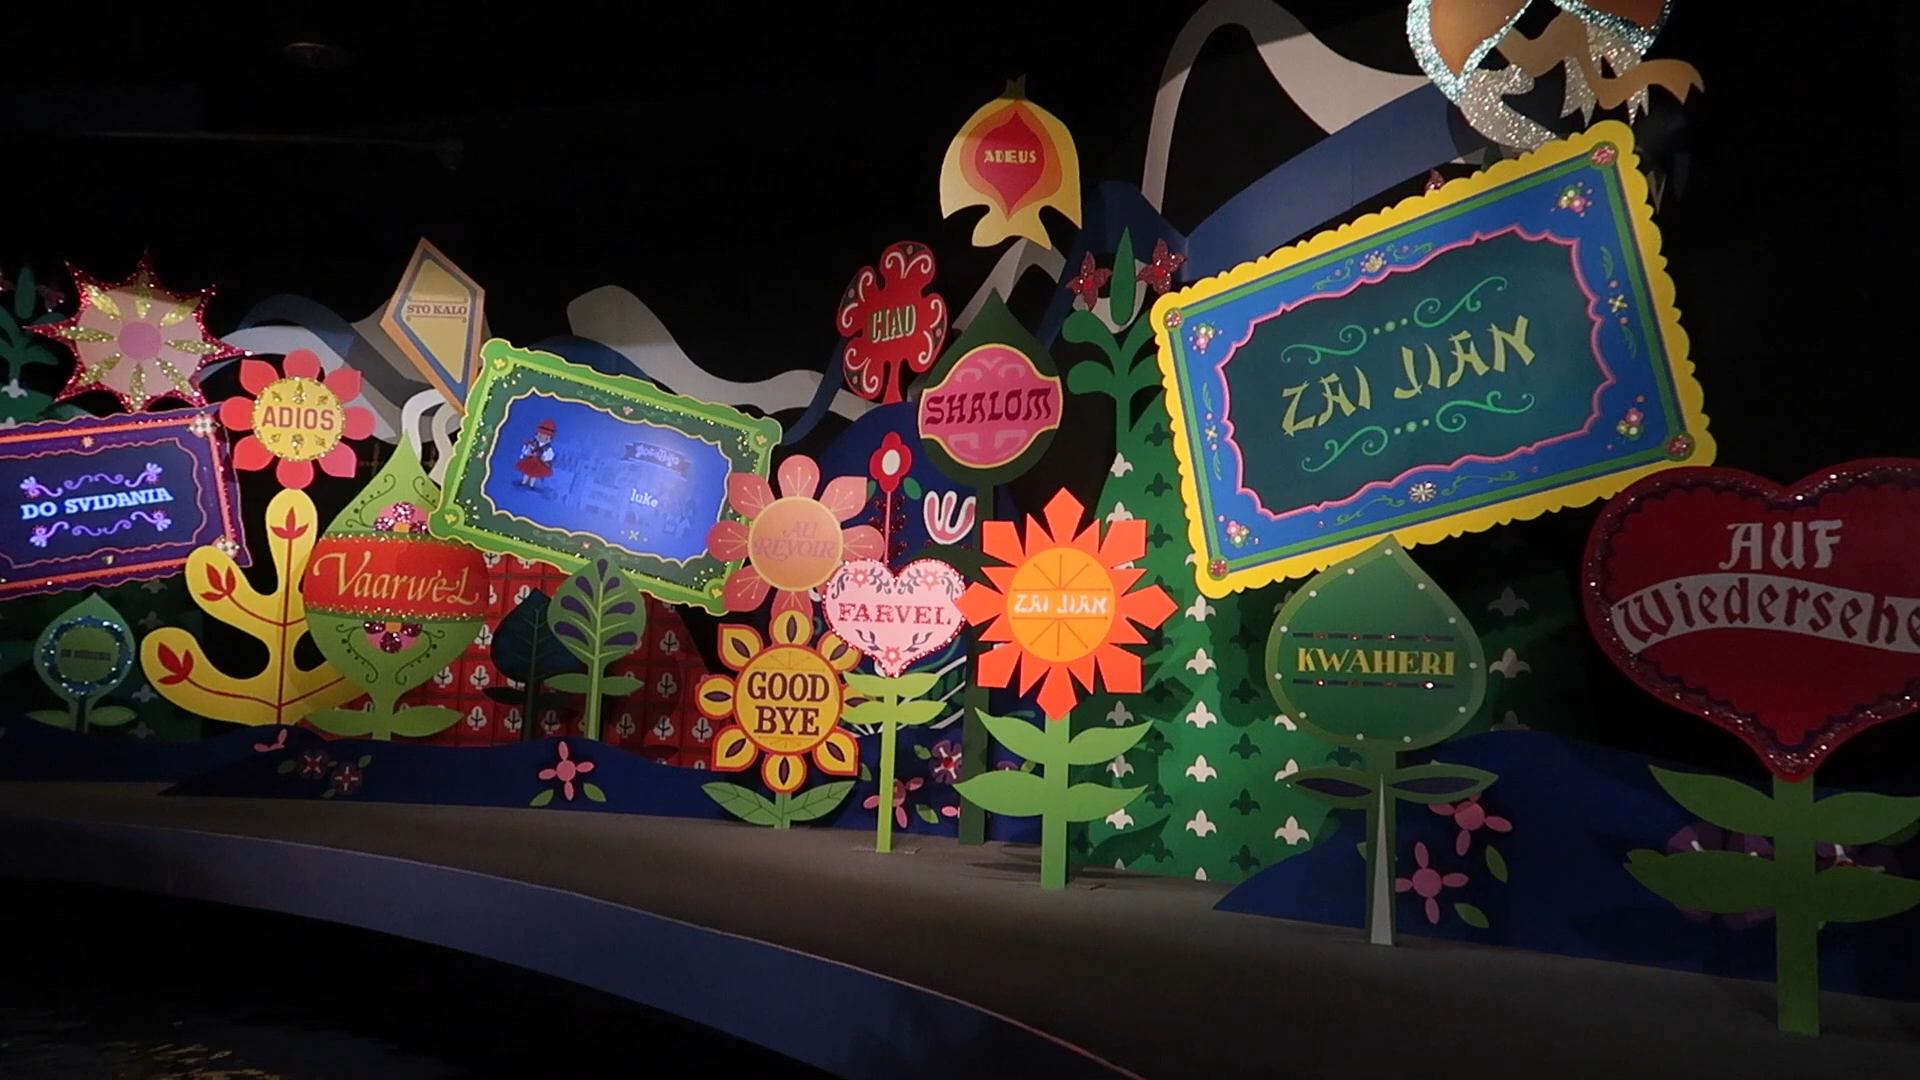 ADEUS
STO KALO
CIAO
ZAI JIAN
SHALOM
ADIOS
luke
DO SVIDANIA
AU
REVOIR
AUF
Wiedersehe
VaarweL
FARVEL
ZAI JIAN
KWAHERI
GOOD
BYE